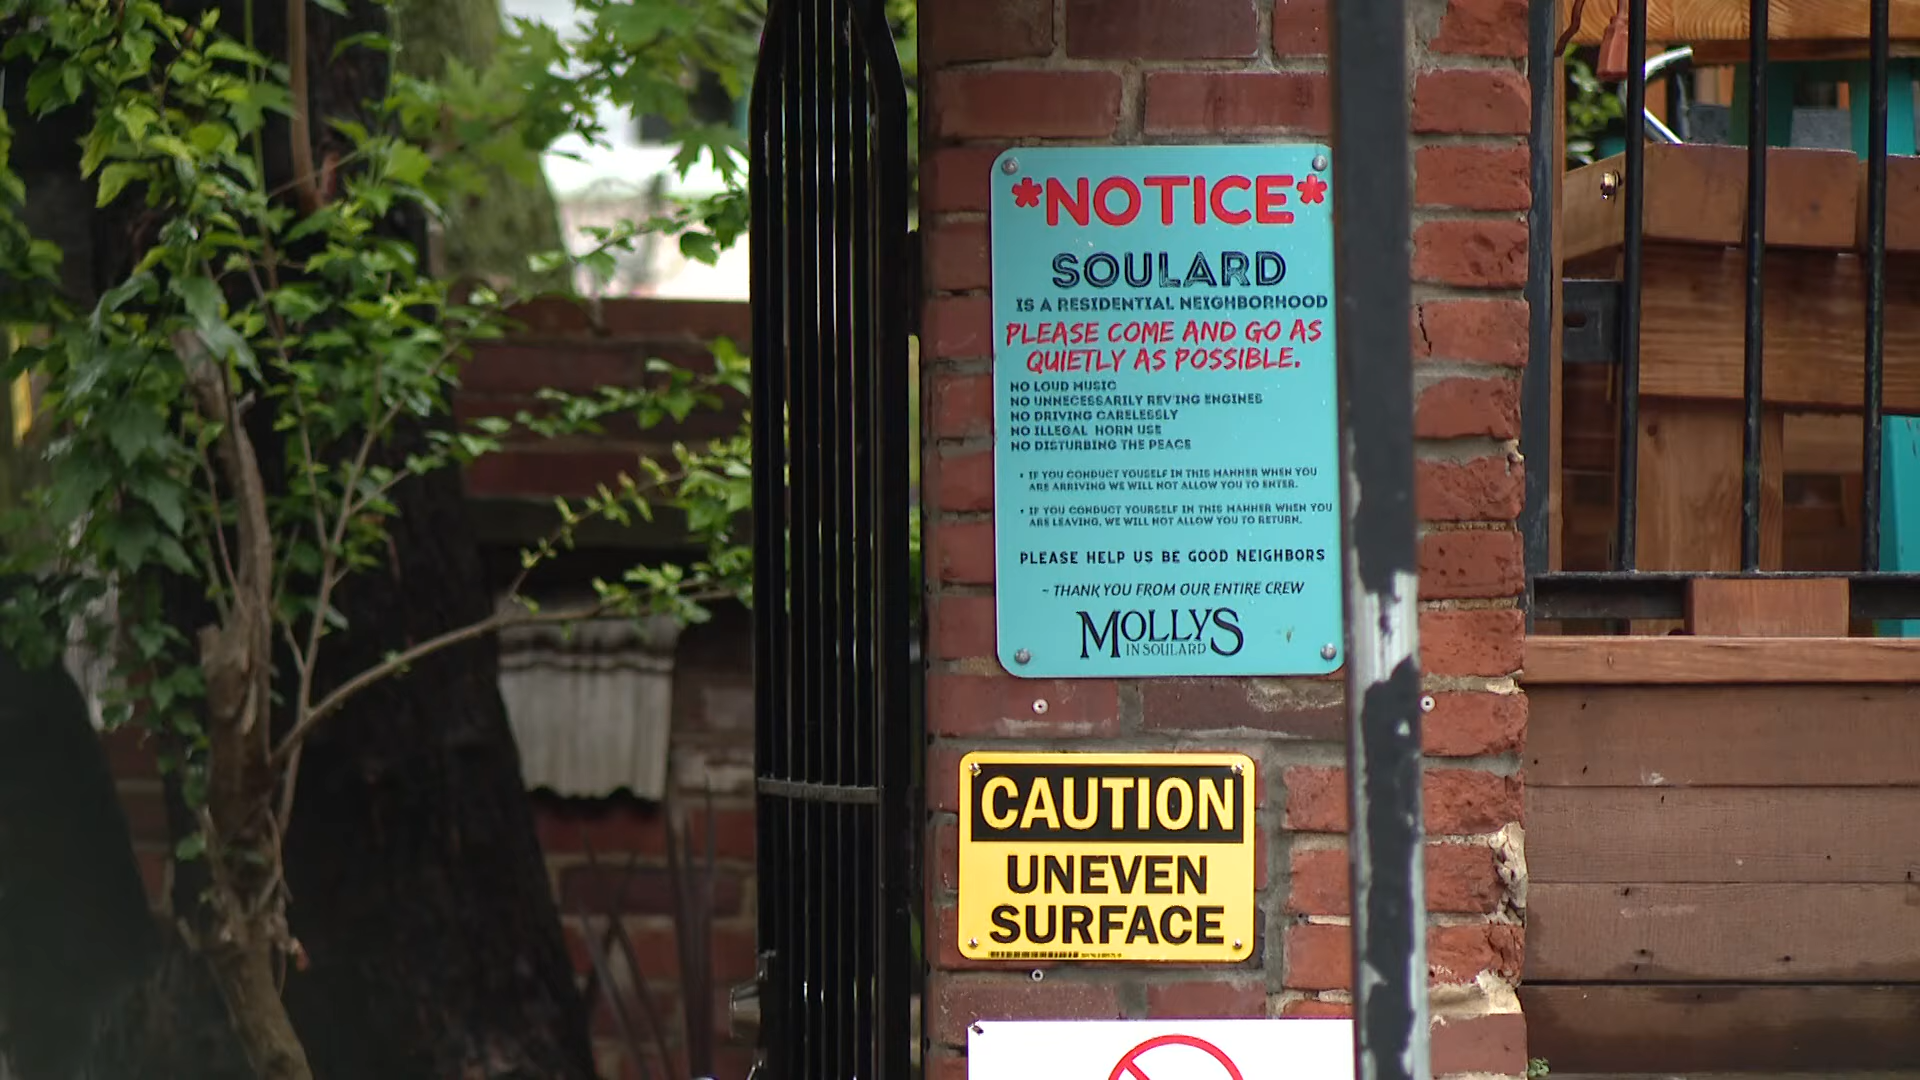 *NOTICE*
SOULARD
IS A RESIDENTIAL NEIGHBORHOOD
PLEASE COME AND GO AS
QUIETLY AS POSSIBLE.
NO LOUD MUSIC
NO UNNECESSARILY REV'ING ENGINES
NO DRIVING CARELESSLY
NO ILLEGAL HORN USE
NO DISTURBING THE PEACE
• IF YOU CONDUCT YOUSELF IN THIS MANNER WHEN YOU
ARE ARRIVING WE WILL NOT ALLOW YOU TO ENTER.
• IF YOU CONDUCT YOURSELF IN THIS MANNER WHEN YOU
ARE LEAVING, WE WILL NOT ALLOW YOU TO RETURN.
PLEASE HELP US BE GOOD NEIGHBORS
~ THANK YOU FROM OUR ENTIRE CREW
MOLLYS
IN SOULARD
CAUTION
UNEVEN
SURFACE